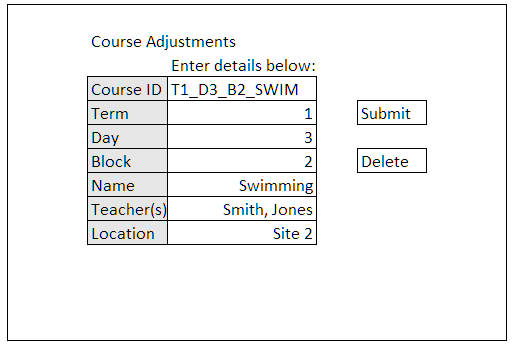 Course Adjustments
Enter details below:
Course ID T1_D3_B2_SWIM
Term 1 Submit
Day 3
Block 2 Delete
Name Swimming
Teacher(s) Smith, Jones
Location Site 2